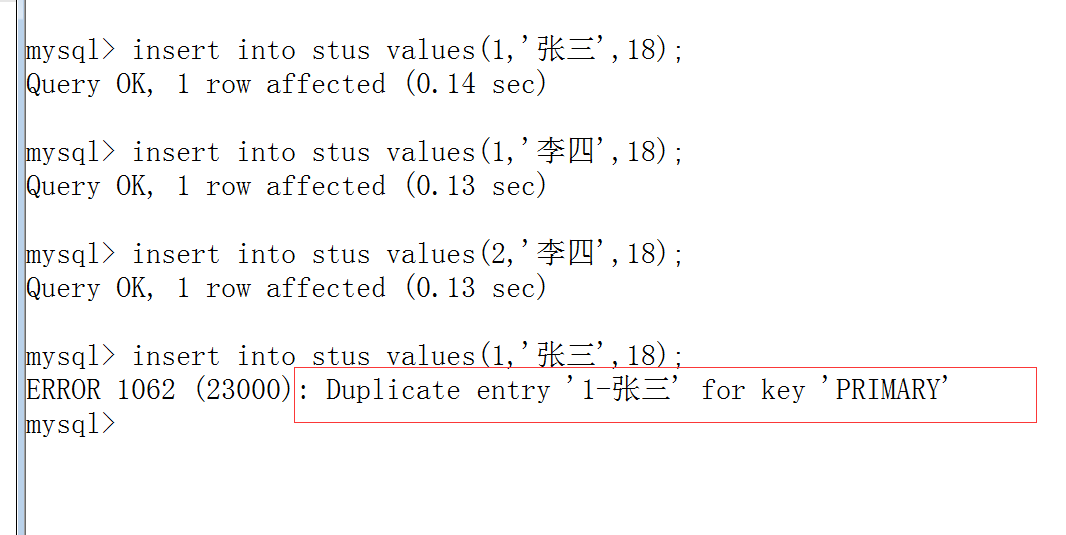 mysql> insert into stus values(1,'张三',18);
Query OK, 1 row affected (0.14 sec)
mysql> insert into stus values(1,'李四',18);
Query OK, 1 row affected (0.13 sec)
mysql> insert into stus values(2,'李四',18);
Query OK, 1 row affected (0.13 sec)
mysql> insert into stus values(1,'张三',18);
ERROR 1062 (23000): Duplicate entry '1-张三' for key 'PRIMARY'
mysql>